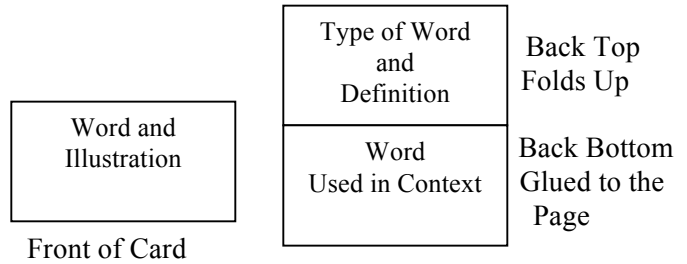 Word and
Illustration
Front of Card
Type of Word
and
Definition
Back Top
Folds Up
Word
Used in Context
Back Bottom
Glued to the
Page